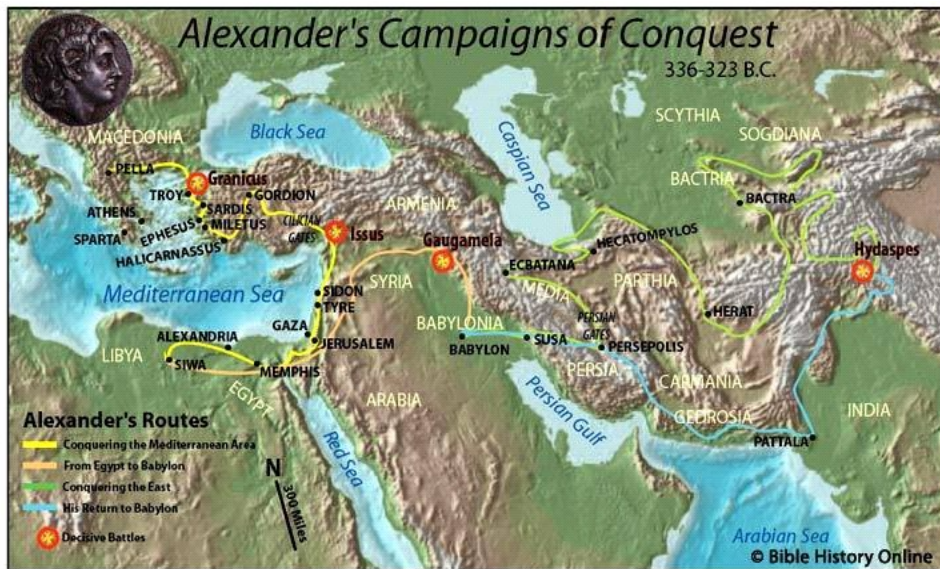 Alexander's Campaigns of Conquest
336-323 B.C.
SCYTHIA
SOGDIANA
MACEDONIA
Black Sea
Caspian Sea
BACTRIA
PELLA
Granicus
TROY
GORDION
BACTRA
SARDIS
ARMENIA
ATHENS
EPHESUS
MILETUS
CILICIAN
GATES
Issus
SPARTA
HALICARNASSUS
Gaugamela
HECATOMPYLOS
Hydaspes
ECBATANA
SYRIA
MEDIA
PARTHIA
Mediterranean Sea
SIDON
TYRE
HERAT
GAZA
BABYLONIA
PERSIAN
GATES
ALEXANDRIA
JERUSALEM
BABYLON
SUSA
PERSEPOLIS
LIBYA
SIWA
MEMPHIS
PERSIA
EGYPT
ARABIA
CARMANIA
Persian Gulf
GEDROSIA
INDIA
Alexander's Routes
Conquering the Mediterranean Area
From Egypt to Babylon
Conquering the East
His Return to Babylon
Decisive Battles
Red Sea
N
300 Miles
PATTALA
Arabian Sea
© Bible History Online